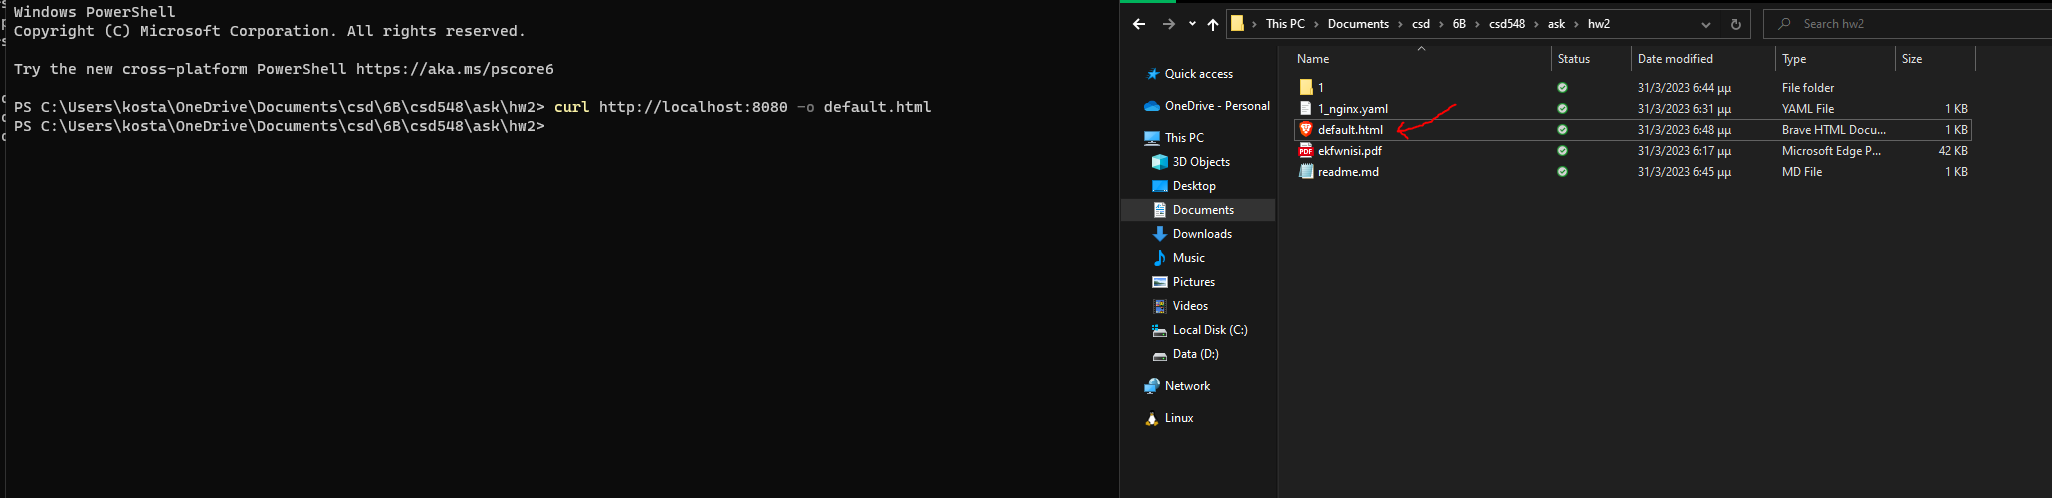 Windows PowerShell
Copyright (C) Microsoft Corporation. All rights reserved.
Try the new cross-platform PowerShell https://aka.ms/pscore6
PS C:\Users\kosta\OneDrive\Documents\csd\6B\csd548\ask\hw2> curl http://localhost:8080 -o default.html
PS C:\Users\kosta\OneDrive\Documents\csd\6B\csd548\ask\hw2>
This PC > Documents > csd > 6B > csd548 > ask > hw2
Search hw2
Quick access
OneDrive - Personal
This PC
3D Objects
Desktop
Documents
Downloads
Music
Pictures
Videos
Local Disk (C:)
Data (D:)
Network
Linux
Name Status Date modified Type Size
1 31/3/2023 6:44 μμ File folder
1_nginx.yaml 31/3/2023 6:31 μμ YAML File 1 KB
default.html 31/3/2023 6:48 μμ Brave HTML Docu... 1 KB
PDF ekfwnisi.pdf 31/3/2023 6:17 μμ Microsoft Edge P... 42 KB
readme.md 31/3/2023 6:45 μμ MD File 1 KB